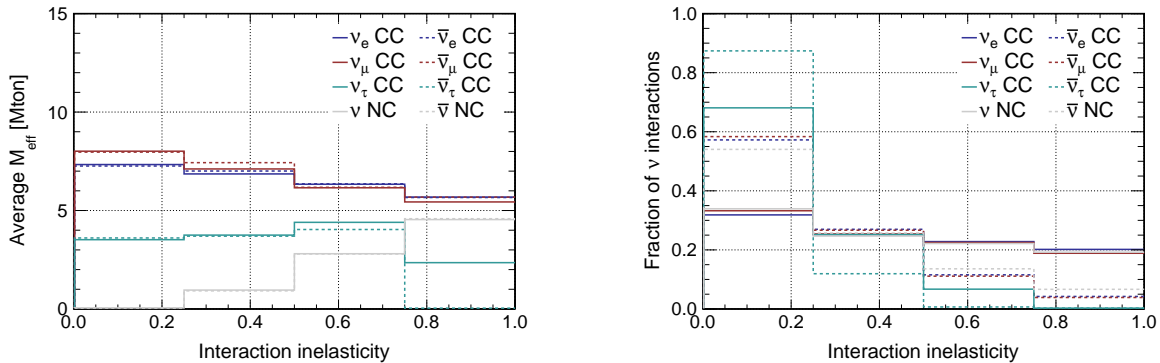 15
10
5
0
0.0 0.2 0.4 0.6 0.8 1.0
Average M_eff [Mton]
Interaction inelasticity
ν_e CC ν̅_e CC
ν_μ CC ν̅_μ CC
ν_τ CC ν̅_τ CC
ν NC ν̅ NC
1.0
0.8
0.6
0.4
0.2
0.0
0.0 0.2 0.4 0.6 0.8 1.0
Fraction of ν interactions
Interaction inelasticity
ν_e CC ν̅_e CC
ν_μ CC ν̅_μ CC
ν_τ CC ν̅_τ CC
ν NC ν̅ NC